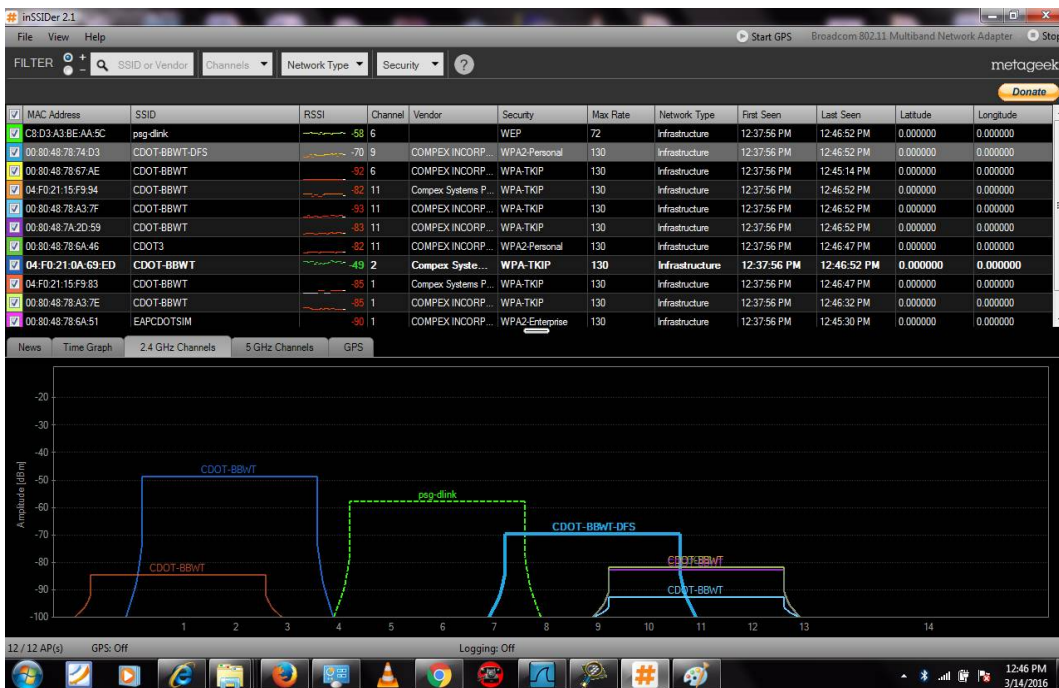 inSSIDer 2.1
File View Help Start GPS Broadcom 802.11 Multiband Network Adapter Stop
FILTER + - SSID or Vendor Channels Network Type Security ? metageek
Donate
MAC Address SSID RSSI Channel Vendor Security Max Rate Network Type First Seen Last Seen Latitude Longitude
C8:D3:A3:BE:AA:5C psg-dlink -58 6 WEP 72 Infrastructure 12:37:56 PM 12:46:52 PM 0.000000 0.000000
00:80:48:78:74:D3 CDOT-BBWT-DFS -70 9 COMPEX INCORP... WPA2-Personal 130 Infrastructure 12:37:56 PM 12:46:52 PM 0.000000 0.000000
00:80:48:78:67:AE CDOT-BBWT -92 6 COMPEX INCORP... WPA-TKIP 130 Infrastructure 12:37:56 PM 12:45:14 PM 0.000000 0.000000
04:F0:21:15:F9:94 CDOT-BBWT -82 11 Compex Systems P... WPA-TKIP 130 Infrastructure 12:37:56 PM 12:46:52 PM 0.000000 0.000000
00:80:48:78:A3:7F CDOT-BBWT -93 11 COMPEX INCORP... WPA-TKIP 130 Infrastructure 12:37:56 PM 12:46:52 PM 0.000000 0.000000
00:80:48:7A:2D:59 CDOT-BBWT -83 11 COMPEX INCORP... WPA-TKIP 130 Infrastructure 12:37:56 PM 12:46:52 PM 0.000000 0.000000
00:80:48:78:6A:46 CDOT3 -82 11 COMPEX INCORP... WPA2-Personal 130 Infrastructure 12:37:56 PM 12:46:47 PM 0.000000 0.000000
04:F0:21:0A:69:ED CDOT-BBWT -49 2 Compex Syste... WPA-TKIP 130 Infrastructure 12:37:56 PM 12:46:52 PM 0.000000 0.000000
04:F0:21:15:F9:83 CDOT-BBWT -85 1 Compex Systems P... WPA-TKIP 130 Infrastructure 12:37:56 PM 12:46:47 PM 0.000000 0.000000
00:80:48:78:A3:7E CDOT-BBWT -85 1 COMPEX INCORP... WPA-TKIP 130 Infrastructure 12:37:56 PM 12:46:32 PM 0.000000 0.000000
00:80:48:78:6A:51 EAPCDOTSIM -90 1 COMPEX INCORP... WPA2-Enterprise 130 Infrastructure 12:37:56 PM 12:45:30 PM 0.000000 0.000000
News Time Graph 2.4 GHz Channels 5 GHz Channels GPS
Amplitude [dBm]
-20
-30
-40
CDOT-BBWT
-50
psg-dlink
-60
CDOT-BBWT-DFS
-70
-80
CDOT-BBWT
CDOT-BBWT
-90
CDOT-BBWT
-100
1 2 3 4 5 6 7 8 9 10 11 12 13 14
12 / 12 AP(s) GPS: Off Logging: Off
12:46 PM
3/14/2016